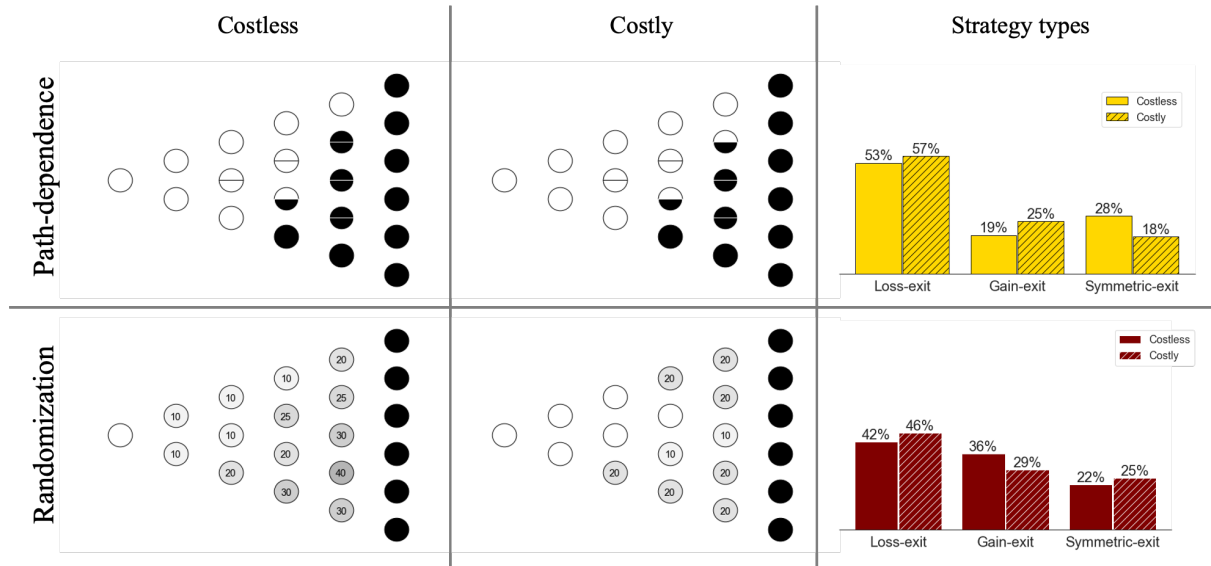 Costless
Costly
Strategy types
Path-dependence
Costless
Costly
53%
57%
19%
25%
28%
18%
Loss-exit
Gain-exit
Symmetric-exit
Randomization
20
10
10
25
10
25
10
30
10
20
20
40
30
30
20
20
20
10
10
20
20
20
20
Costless
Costly
42%
46%
36%
29%
22%
25%
Loss-exit
Gain-exit
Symmetric-exit